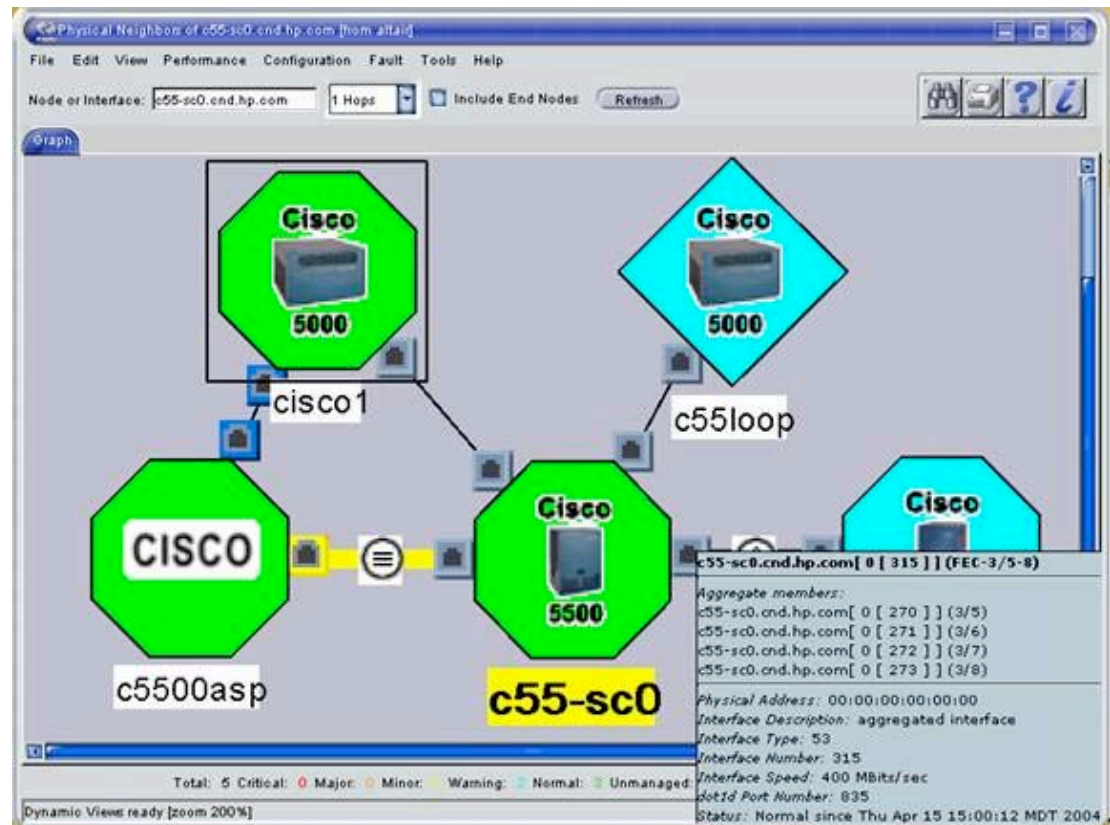 Physical Neighbors of c55-sc0.cnd.hp.com [from altair]
File Edit View Performance Configuration Fault Tools Help
Node or Interface: c55-sc0.cnd.hp.com 1 Hops Include End Nodes Refresh
Graph
Cisco
5000
cisco1
Cisco
5000
c55loop
CISCO
c5500asp
Cisco
5500
c55-sc0
Cisco
c55-sc0.cnd.hp.com[ 0 [ 315 ] ] (FEC-3/5-8)
Aggregate members:
c55-sc0.cnd.hp.com[ 0 [ 270 ] ] (3/5)
c55-sc0.cnd.hp.com[ 0 [ 271 ] ] (3/6)
c55-sc0.cnd.hp.com[ 0 [ 272 ] ] (3/7)
c55-sc0.cnd.hp.com[ 0 [ 273 ] ] (3/8)
Physical Address: 00:00:00:00:00:00
Interface Description: aggregated interface
Interface Type: 53
Interface Number: 315
Interface Speed: 400 MBits/sec
dot1d Port Number: 835
Status: Normal since Thu Apr 15 15:00:12 MDT 2004
Total: 5 Critical: 0 Major: 0 Minor: Warning: 2 Normal: 3 Unmanaged:
Dynamic Views ready [zoom 200%]